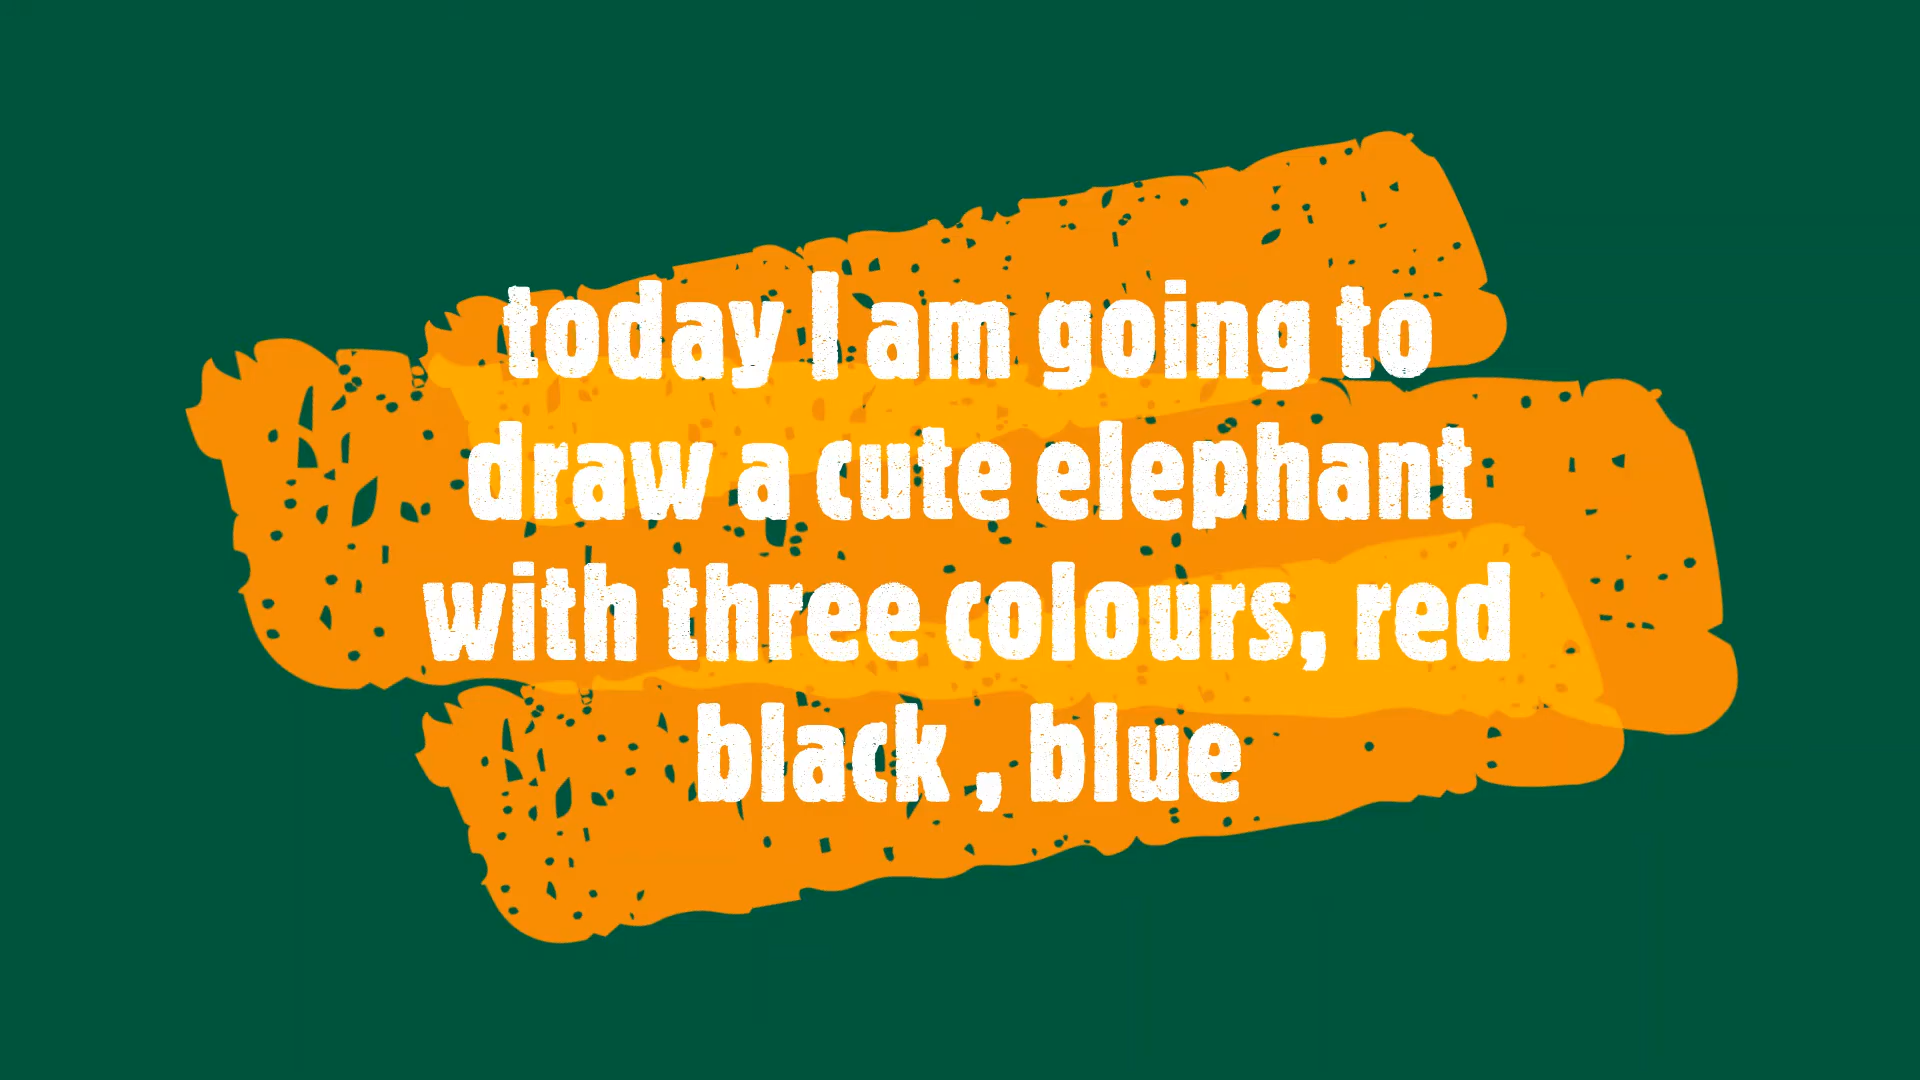 today I am going to
draw a cute elephant
with three colours, red
black , blue